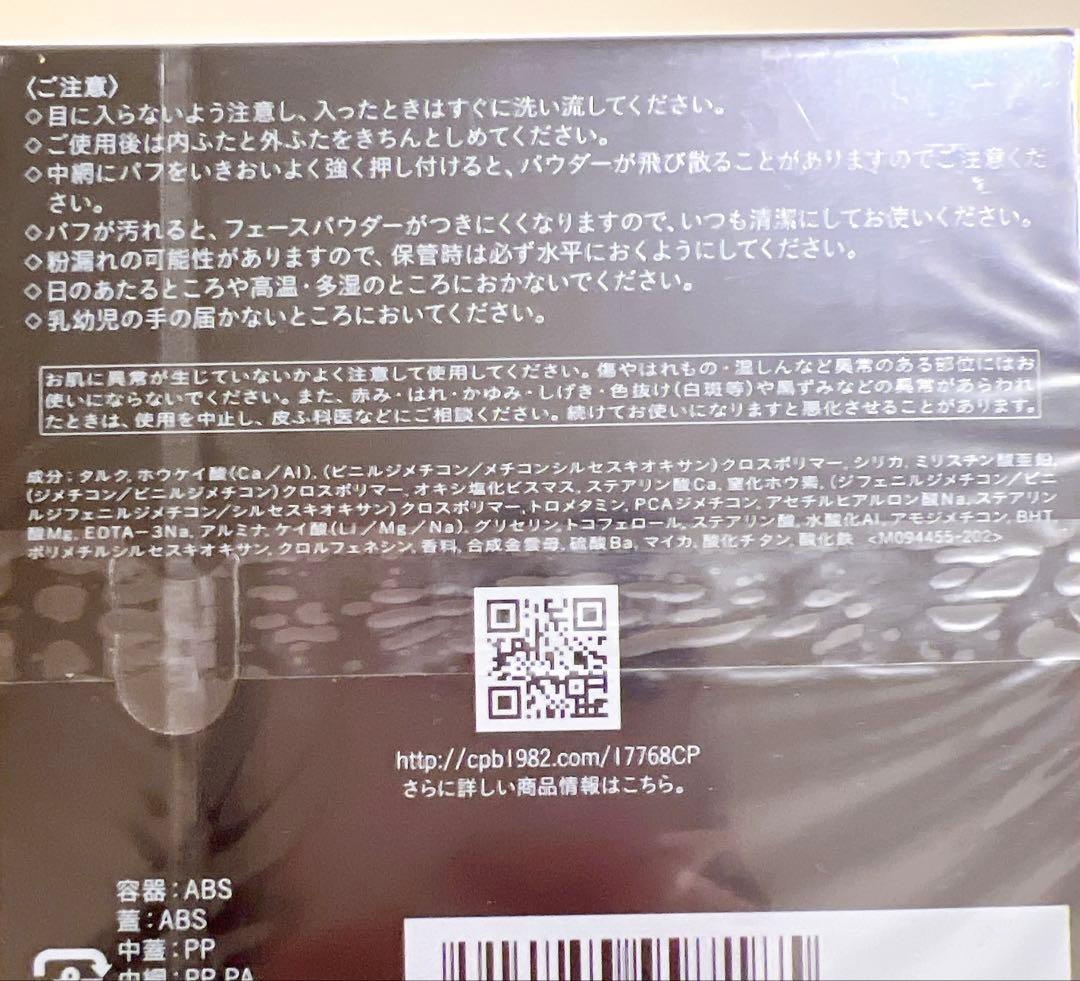 〈ご注意〉
◇目に入らないよう注意し、入ったときはすぐに洗い流してください。
◇ご使用後は内ふたと外ふたをきちんとしめてください。
◇中網にパフをいきおいよく強く押し付けると、パウダーが飛び散ることがありますのでご注意くだ
さい。
◇パフが汚れると、フェースパウダーがつきにくくなりますので、いつも清潔にしてお使いください。
◇粉漏れの可能性がありますので、保管時は必ず水平におくようにしてください。
◇日のあたるところや高温・多湿のところにおかないでください。
◇乳幼児の手の届かないところにおいてください。
お肌に異常が生じていないかよく注意して使用してください。傷やはれもの・湿しんなど異常のある部位にはお
使いにならないでください。また、赤み・はれ・かゆみ・しげき・色抜け(白斑等)や黒ずみなどの異常があらわれ
たときは、使用を中止し、皮ふ科医などにご相談ください。続けてお使いになりますと悪化させることがあります。
成分：タルク, ホウケイ酸(Ca／Al), (ビニルジメチコン／メチコンシルセスキオキサン)クロスポリマー, シリカ, ミリスチン酸亜鉛,
(ジメチコン／ビニルジメチコン)クロスポリマー, オキシ塩化ビスマス, ステアリン酸Ca, 窒化ホウ素, (ジフェニルジメチコン／ビニ
ルジフェニルジメチコン／シルセスキオキサン)クロスポリマー, トロメタミン, PCAジメチコン, アセチルヒアルロン酸Na, ステアリン
酸Mg, EDTA－3Na, アルミナ, ケイ酸(Li／Mg／Na), グリセリン, トコフェロール, ステアリン酸, 水酸化Al, アモジメチコン, BHT,
ポリメチルシルセスキオキサン, クロルフェネシン, 香料, 合成金雲母, 硫酸Ba, マイカ, 酸化チタン, 酸化鉄 <M094455-202>
http://cpb1982.com/17768CP
さらに詳しい商品情報はこちら。
容器：ABS
蓋：ABS
中蓋：PP
中網：PP,PA